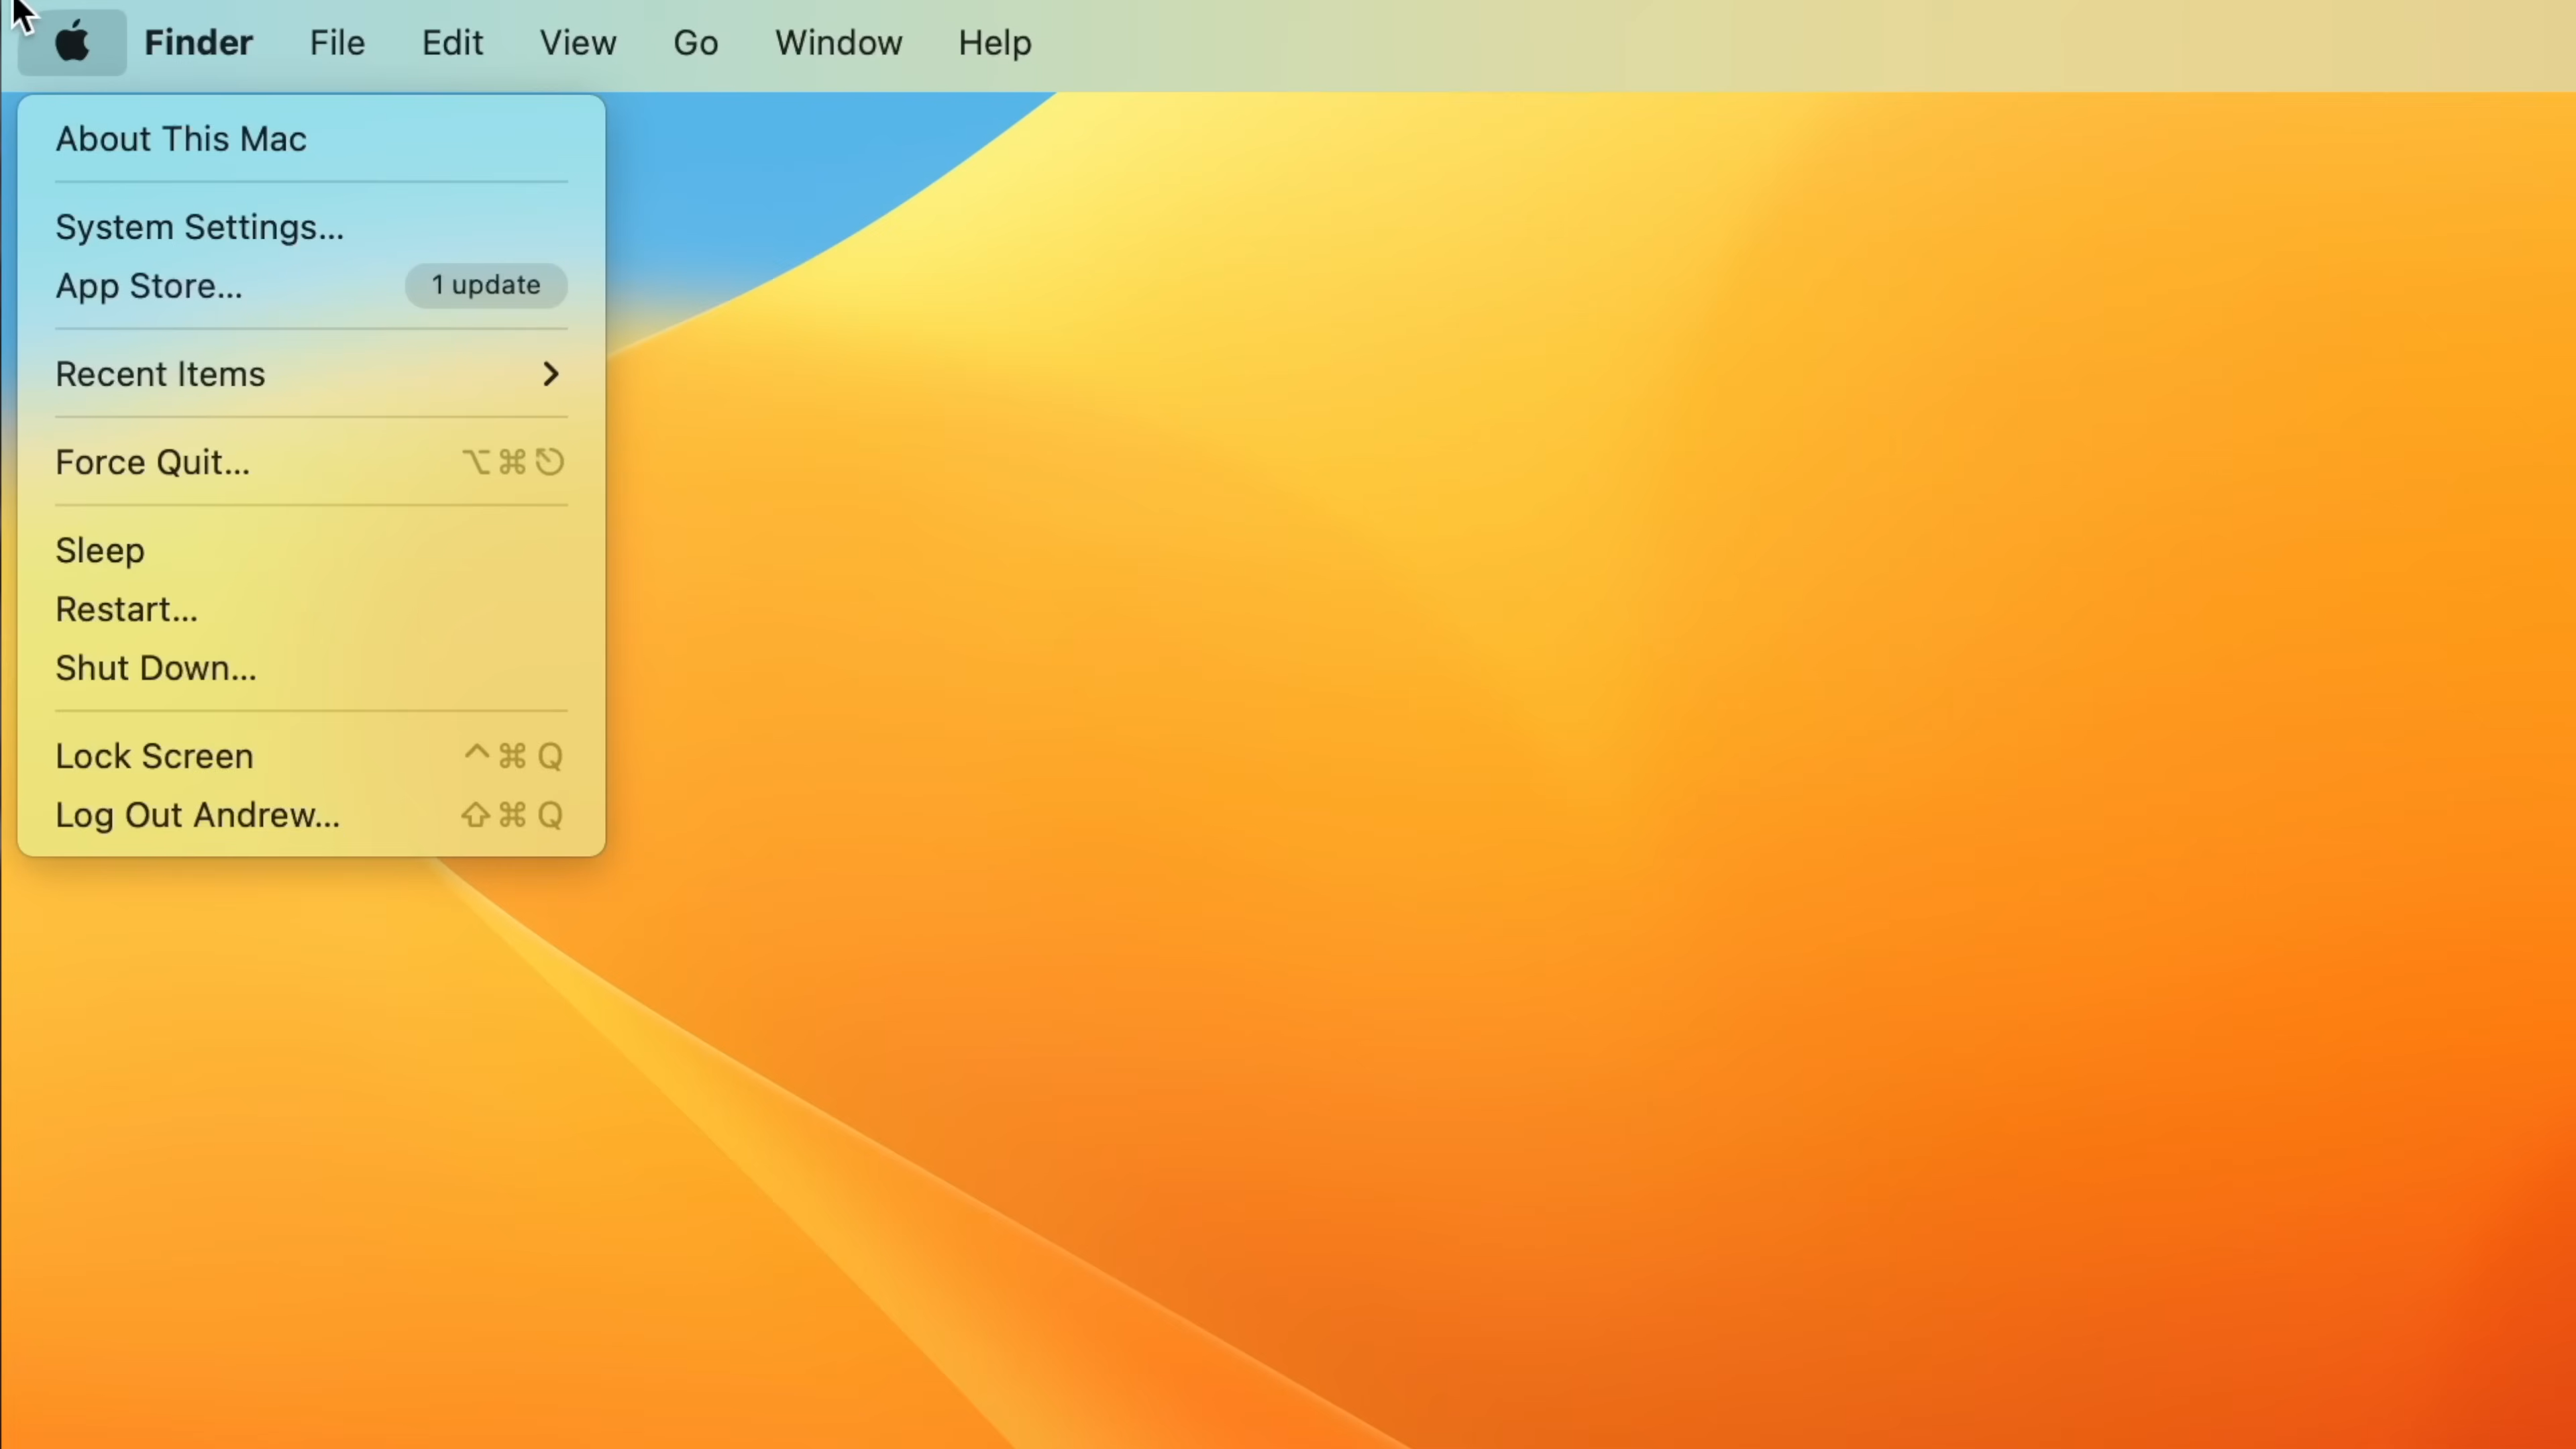 Finder File Edit View Go Window Help
About This Mac
System Settings...
App Store... 1 update
Recent Items
Force Quit... ⌥⌘⎋
Sleep
Restart...
Shut Down...
Lock Screen ^⌘Q
Log Out Andrew... ⇧⌘Q